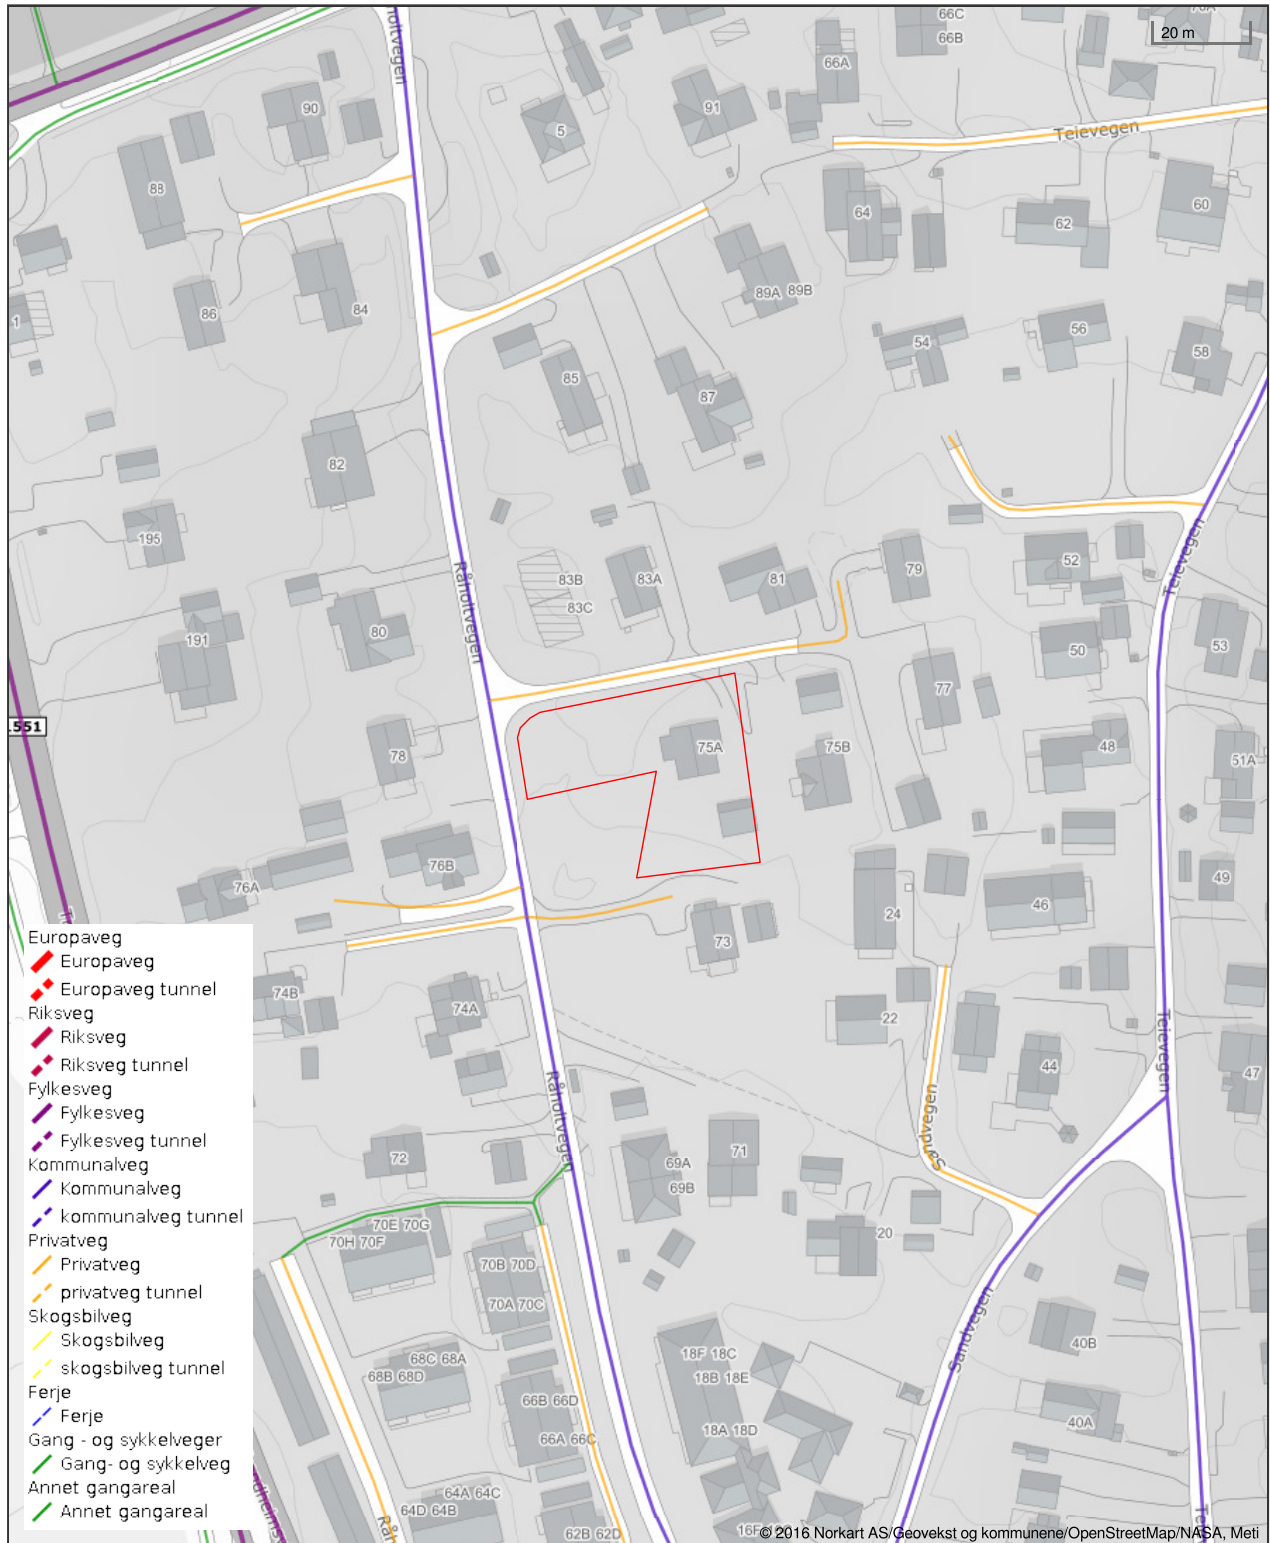 66C
70A
66B
20 m
66A
90
91
5
Teievegen
88
64
60
62
89A 89B
1
86
84
56
54
58
85
87
82
195
Teievegen
52
83B
83A
81
79
83C
Råholtvegen
191
80
50
53
77
.551
75A
75B
78
48
51A
76B
76A
49
46
24
73
74B
74A
22
Teievegen
44
47
Råholtvegen
Sandvegen
72
71
69A
69B
70E 70G
70H 70F
20
70B 70D
70A 70C
Sandvegen
40B
68C 68A
68B 68D
18F 18C
18B 18E
66B 66D
40A
66A 66C
18A 18D
64A 64C
64D 64B
62B 62D
Europaveg
Europaveg
Europaveg tunnel
Riksveg
Riksveg
Riksveg tunnel
Fylkesveg
Fylkesveg
Fylkesveg tunnel
Kommunalveg
Kommunalveg
kommunalveg tunnel
Privatveg
Privatveg
privatveg tunnel
Skogsbilveg
Skogsbilveg
skogsbilveg tunnel
Ferje
Ferje
Gang - og sykkelveger
Gang- og sykkelveg
Annet gangareal
Annet gangareal
© 2016 Norkart AS/Geovekst og kommunene/OpenStreetMap/NASA, Meti